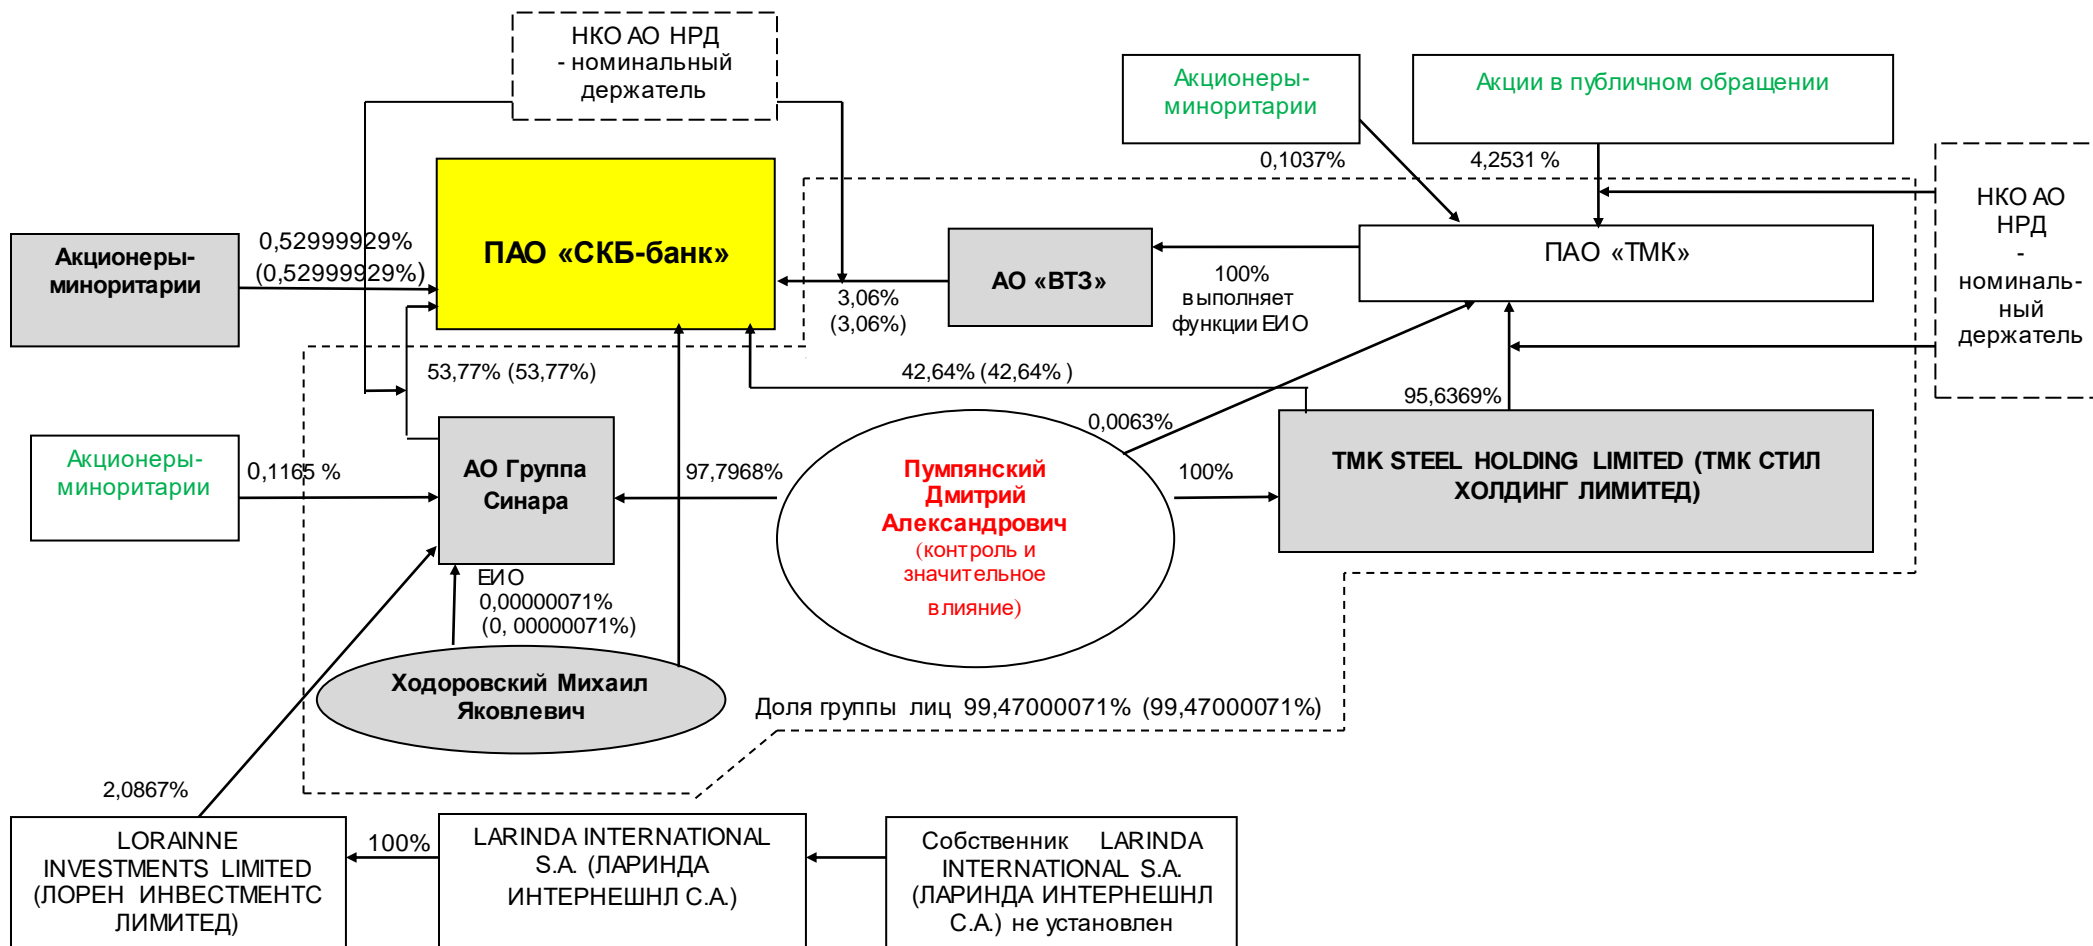 НКО АО НРД
- номинальный
держатель
Акционеры-
миноритарии
Акции в публичном обращении
0,1037%
4,2531 %
НКО АО
НРД
-
номиналь-
ный
держатель
Акционеры-
миноритарии
0,52999929%
(0,52999929%)
ПАО «СКБ-банк»
3,06%
(3,06%)
АО «ВТЗ»
100%
выполняет
функции ЕИО
ПАО «ТМК»
53,77% (53,77%)
42,64% (42,64% )
95,6369%
0,0063%
Акционеры-
миноритарии
0,1165 %
АО Группа
Синара
97,7968%
Пумпянский
Дмитрий
Александрович
(контроль и
значительное
влияние)
100%
TMK STEEL HOLDING LIMITED (ТМК СТИЛ
ХОЛДИНГ ЛИМИТЕД)
ЕИО
0,00000071%
(0, 00000071%)
Ходоровский Михаил
Яковлевич
Доля группы лиц 99,47000071% (99,47000071%)
2,0867%
LORAINNE
INVESTMENTS LIMITED
(ЛОРЕН ИНВЕСТМЕНТС
ЛИМИТЕД)
100%
LARINDA INTERNATIONAL
S.A. (ЛАРИНДА
ИНТЕРНЕШНЛ С.А.)
Собственник LARINDA
INTERNATIONAL S.A.
(ЛАРИНДА ИНТЕРНЕШНЛ
С.А.) не установлен